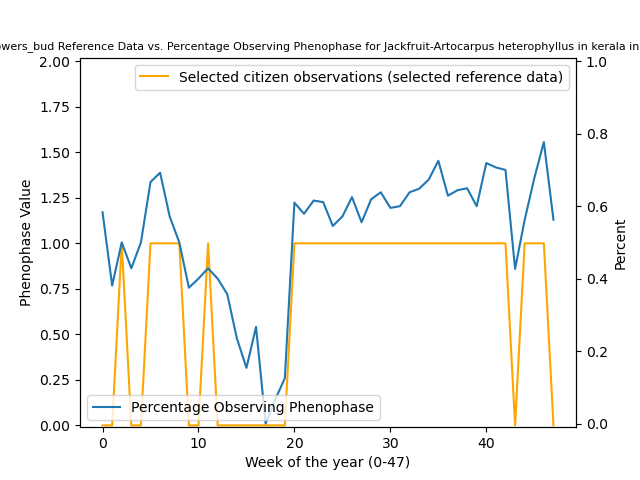 owers_bud Reference Data vs. Percentage Observing Phenophase for Jackfruit-Artocarpus heterophyllus in kerala in
2.00
1.75
1.50
1.25
1.00
0.75
0.50
0.25
0.00
Phenophase Value
Selected citizen observations (selected reference data)
Percentage Observing Phenophase
1.0
0.8
0.6
0.4
0.2
0.0
Percent
0 10 20 30 40
Week of the year (0-47)